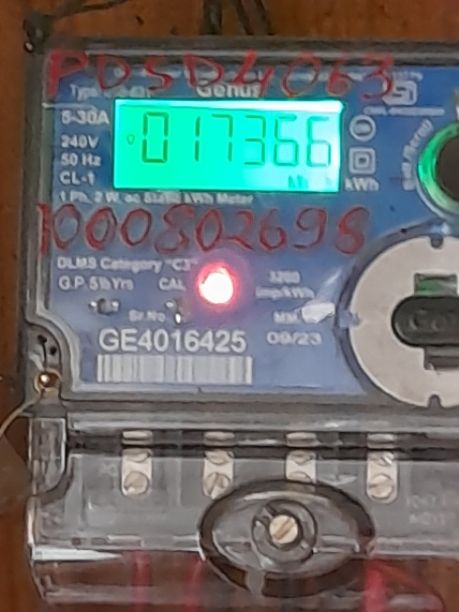 PDSD4063
Genus
5-30A
017366
240V
50 Hz
CL-1
kWh
1 Ph. 2 W. ac Static kWh Meter
1000802698
DLMS Category "C3"
G.P. 5½ Yrs CAL 3200
imp/kWh
Sr.No
GE4016425 09/23